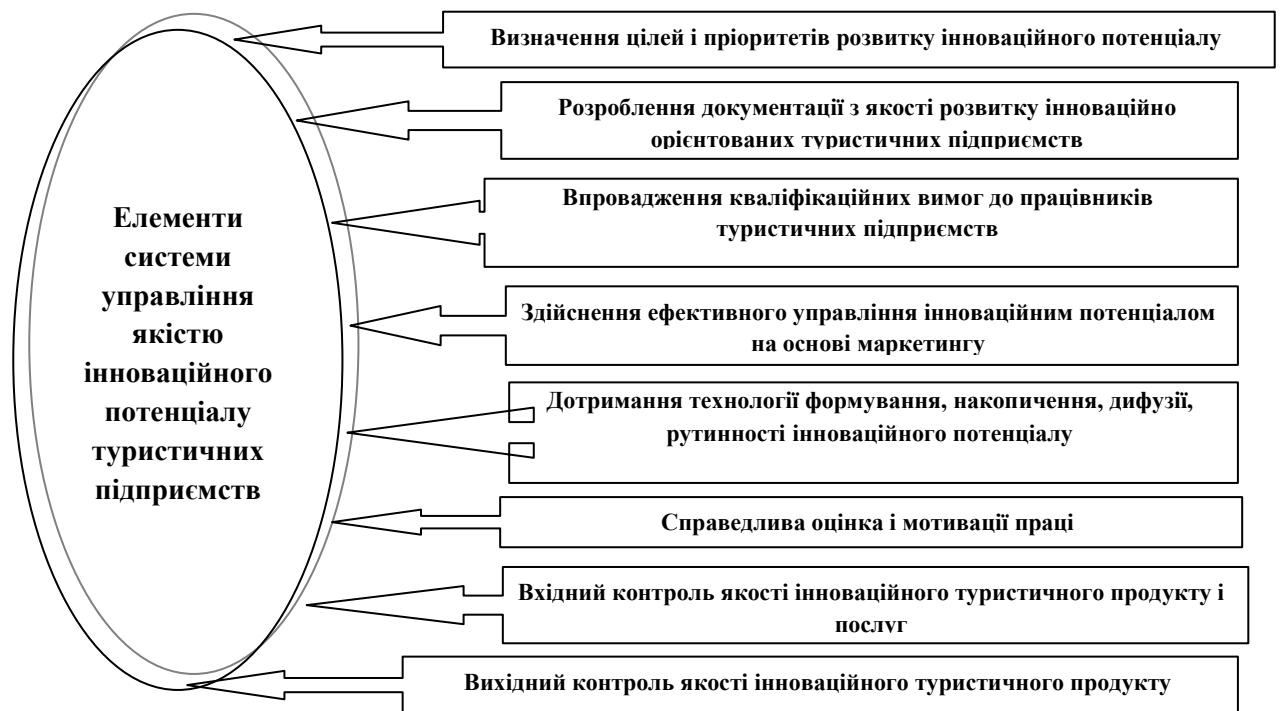 Елементи
системи
управління
якістю
інноваційного
потенціалу
туристичних
підприємств
Визначення цілей і пріоритетів розвитку інноваційного потенціалу
Розроблення документації з якості розвитку інноваційно
орієнтованих туристичних підприємств
Впровадження кваліфікаційних вимог до працівників
туристичних підприємств
Здійснення ефективного управління інноваційним потенціалом
на основі маркетингу
Дотримання технології формування, накопичення, дифузії,
рутинності інноваційного потенціалу
Справедлива оцінка і мотивації праці
Вхідний контроль якості інноваційного туристичного продукту і
послуг
Вихідний контроль якості інноваційного туристичного продукту